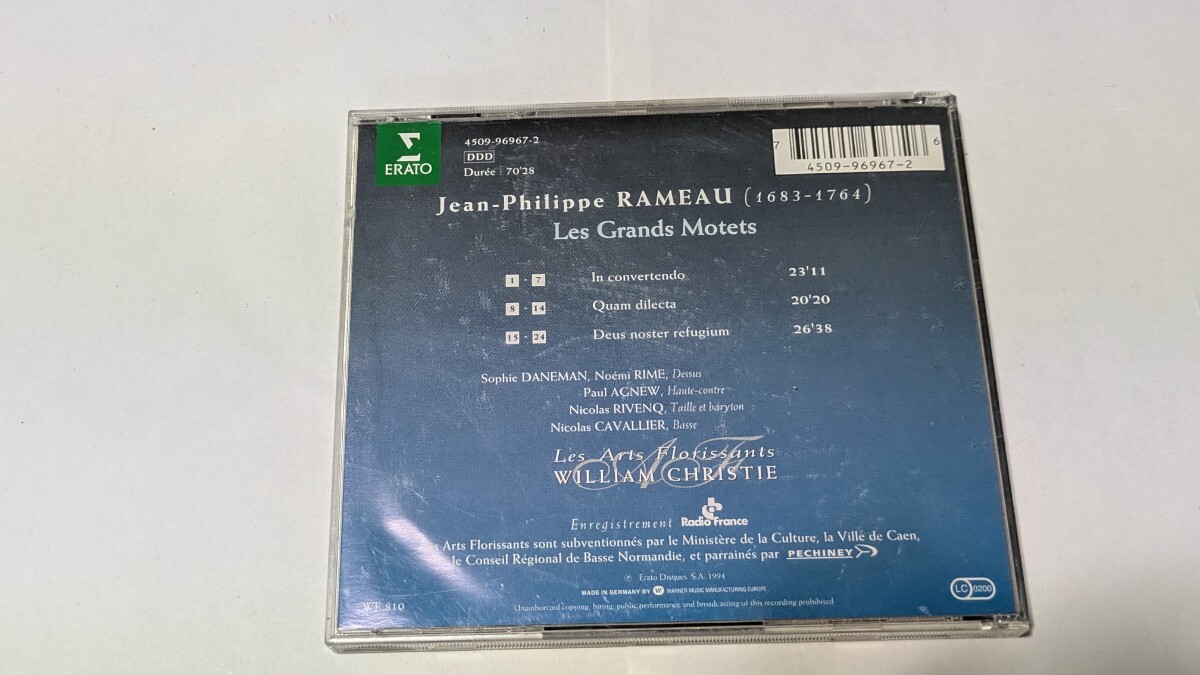 ERATO
4509-96967-2
DDD
Durée : 70'28
7 6
4509-96967-2
Jean-Philippe RAMEAU (1683-1764)
Les Grands Motets
1 - 7 In convertendo 23'11
8 - 14 Quam dilecta 20'20
15 - 24 Deus noster refugium 26'38
Sophie DANEMAN, Noémi RIME, Dessus
Paul AGNEW, Haute-contre
Nicolas RIVENQ, Taille et baryton
Nicolas CAVALLIER, Basse
AF
Les Arts Florissants
WILLIAM CHRISTIE
Enregistrement Radio France
Les Arts Florissants sont subventionnés par le Ministère de la Culture, la Ville de Caen,
le Conseil Régional de Basse Normandie, et parrainés par PECHINEY
℗ Erato Disques S.A. 1994
MADE IN GERMANY BY W WARNER MUSIC MANUFACTURING EUROPE
LC 0200
WE 810
Unauthorized copying, hiring, public performance and broadcasting of this recording prohibited